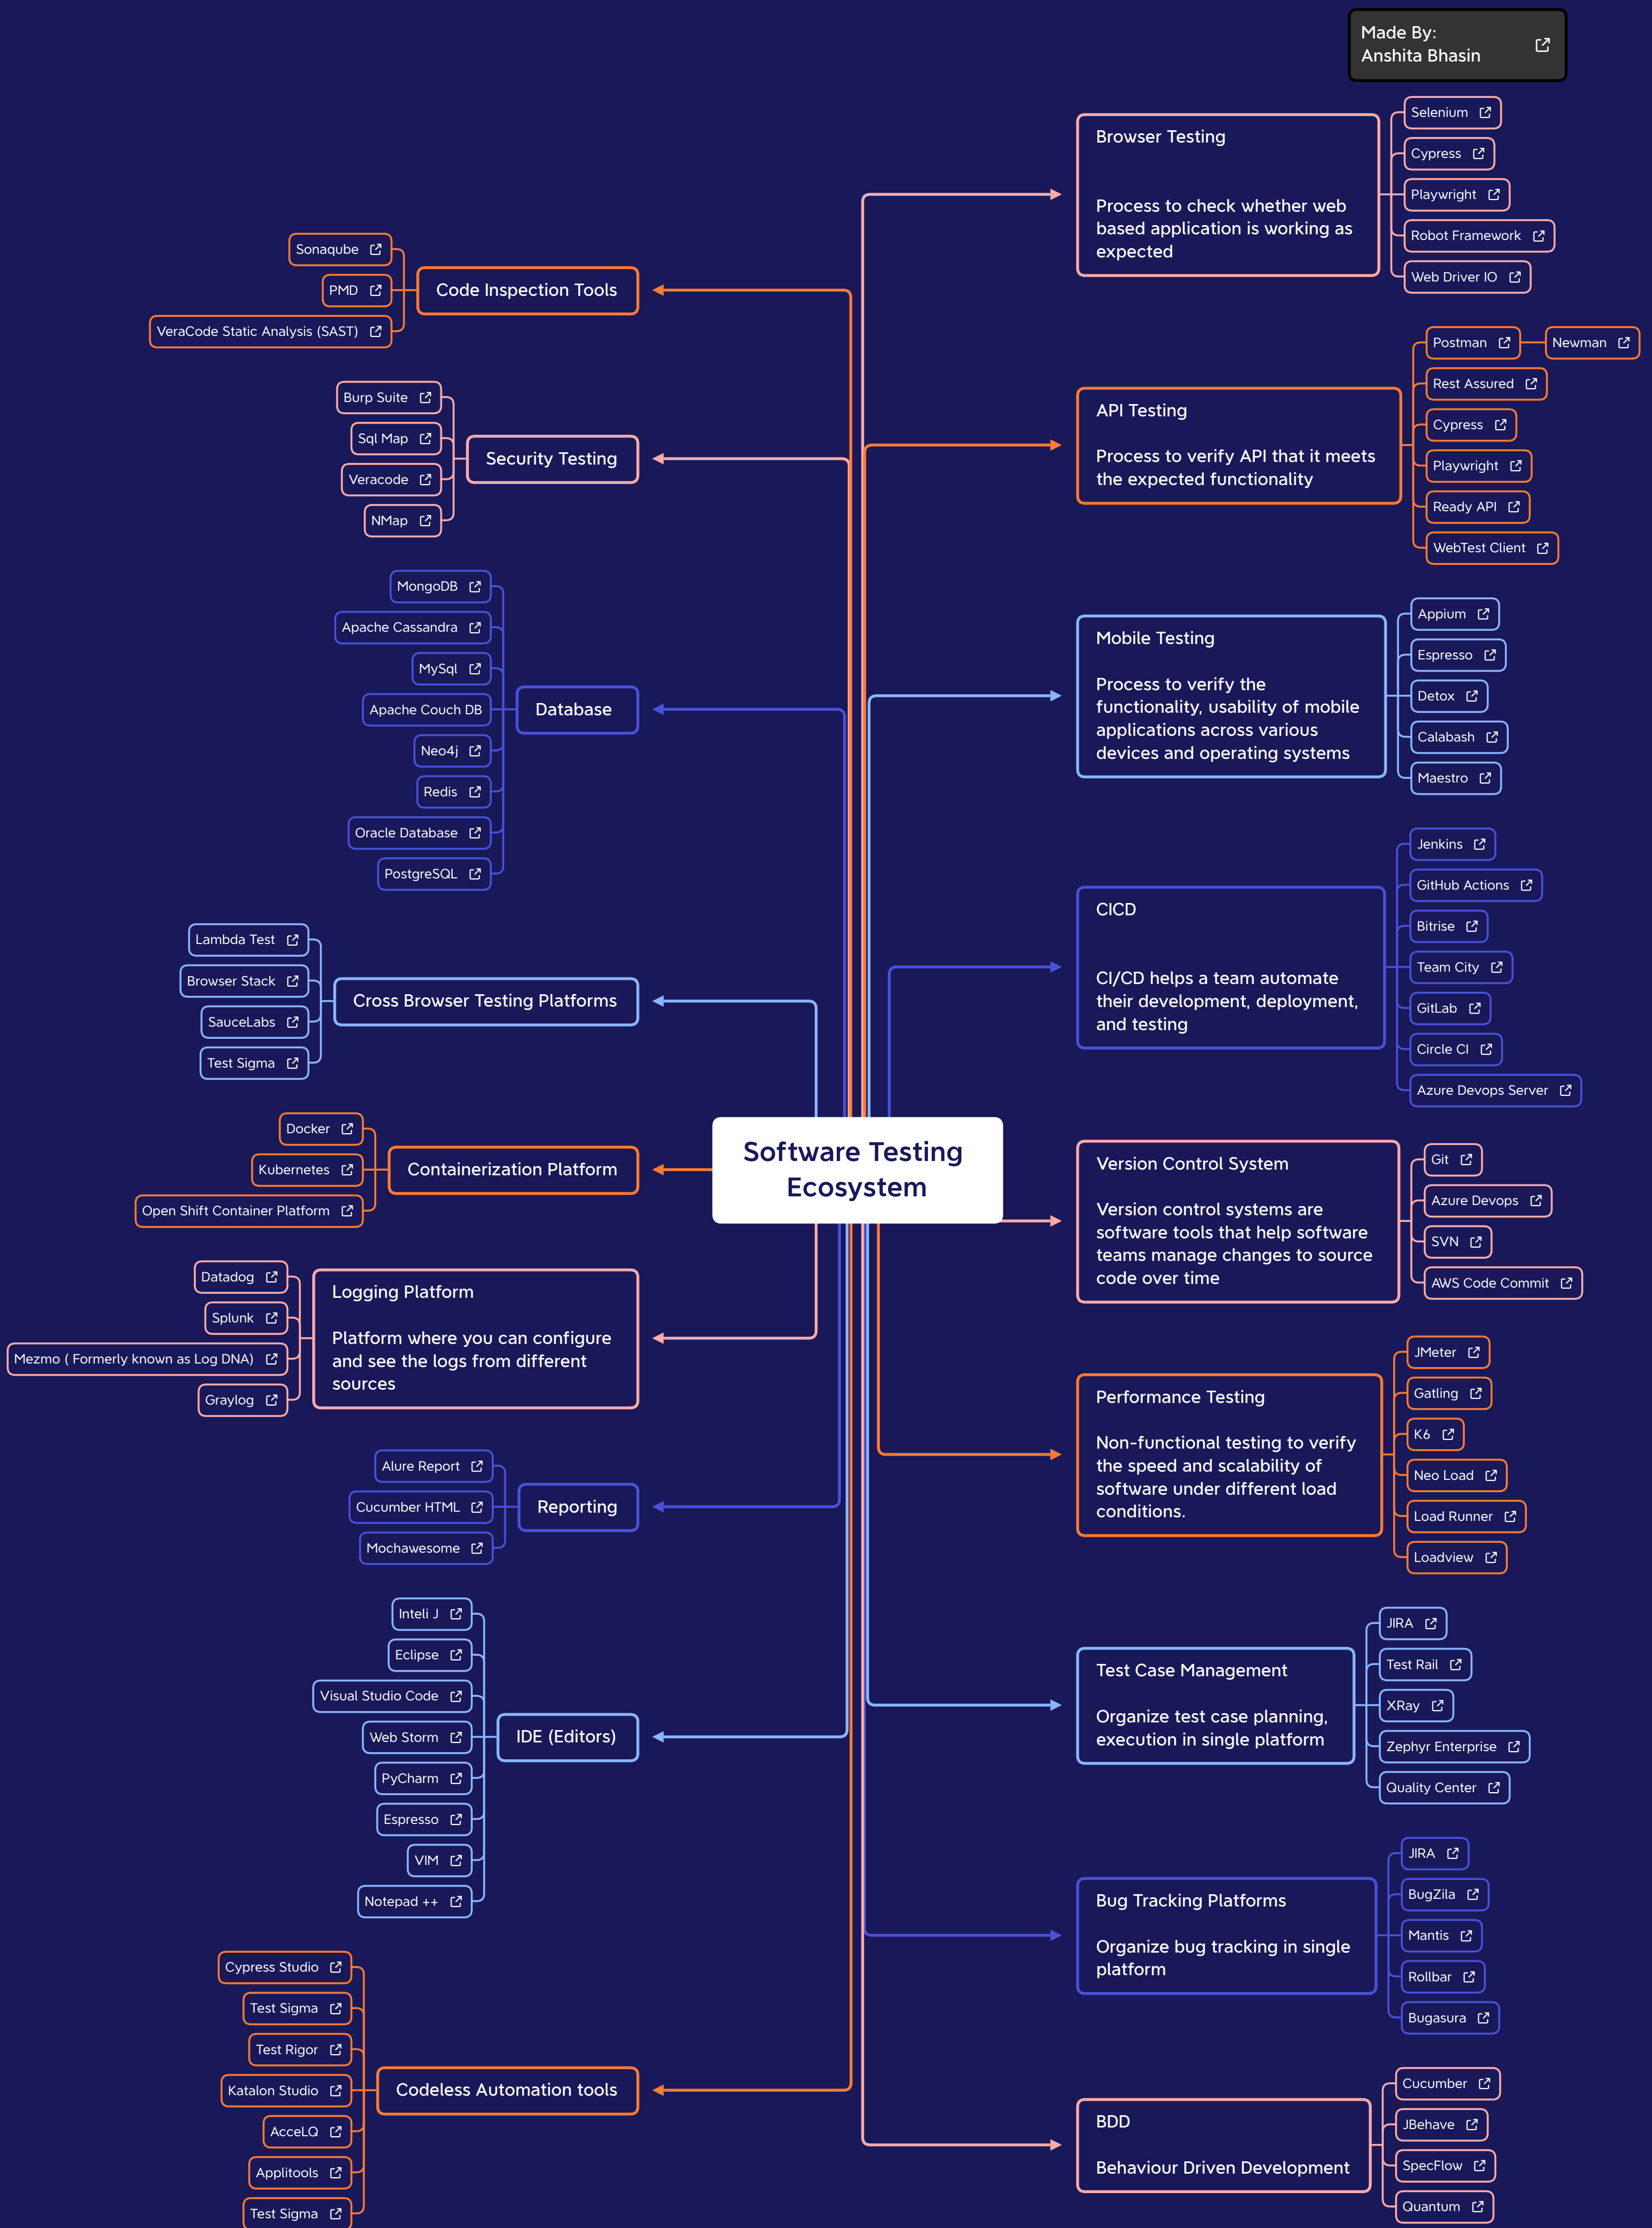 Made By:
Anshita Bhasin
Software Testing
Ecosystem
Browser Testing
Process to check whether web
based application is working as
expected
Selenium
Cypress
Playwright
Robot Framework
Web Driver IO
API Testing
Process to verify API that it meets
the expected functionality
Postman
Newman
Rest Assured
Cypress
Playwright
Ready API
WebTest Client
Mobile Testing
Process to verify the
functionality, usability of mobile
applications across various
devices and operating systems
Appium
Espresso
Detox
Calabash
Maestro
CICD
CI/CD helps a team automate
their development, deployment,
and testing
Jenkins
GitHub Actions
Bitrise
Team City
GitLab
Circle CI
Azure Devops Server
Version Control System
Version control systems are
software tools that help software
teams manage changes to source
code over time
Git
Azure Devops
SVN
AWS Code Commit
Performance Testing
Non-functional testing to verify
the speed and scalability of
software under different load
conditions.
JMeter
Gatling
K6
Neo Load
Load Runner
Loadview
Test Case Management
Organize test case planning,
execution in single platform
JIRA
Test Rail
XRay
Zephyr Enterprise
Quality Center
Bug Tracking Platforms
Organize bug tracking in single
platform
JIRA
BugZila
Mantis
Rollbar
Bugasura
BDD
Behaviour Driven Development
Cucumber
JBehave
SpecFlow
Quantum
Code Inspection Tools
Sonaqube
PMD
VeraCode Static Analysis (SAST)
Security Testing
Burp Suite
Sql Map
Veracode
NMap
Database
MongoDB
Apache Cassandra
MySql
Apache Couch DB
Neo4j
Redis
Oracle Database
PostgreSQL
Cross Browser Testing Platforms
Lambda Test
Browser Stack
SauceLabs
Test Sigma
Containerization Platform
Docker
Kubernetes
Open Shift Container Platform
Logging Platform
Platform where you can configure
and see the logs from different
sources
Datadog
Splunk
Mezmo ( Formerly known as Log DNA)
Graylog
Reporting
Alure Report
Cucumber HTML
Mochawesome
IDE (Editors)
Inteli J
Eclipse
Visual Studio Code
Web Storm
PyCharm
Espresso
VIM
Notepad ++
Codeless Automation tools
Cypress Studio
Test Sigma
Test Rigor
Katalon Studio
AcceLQ
Applitools
Test Sigma